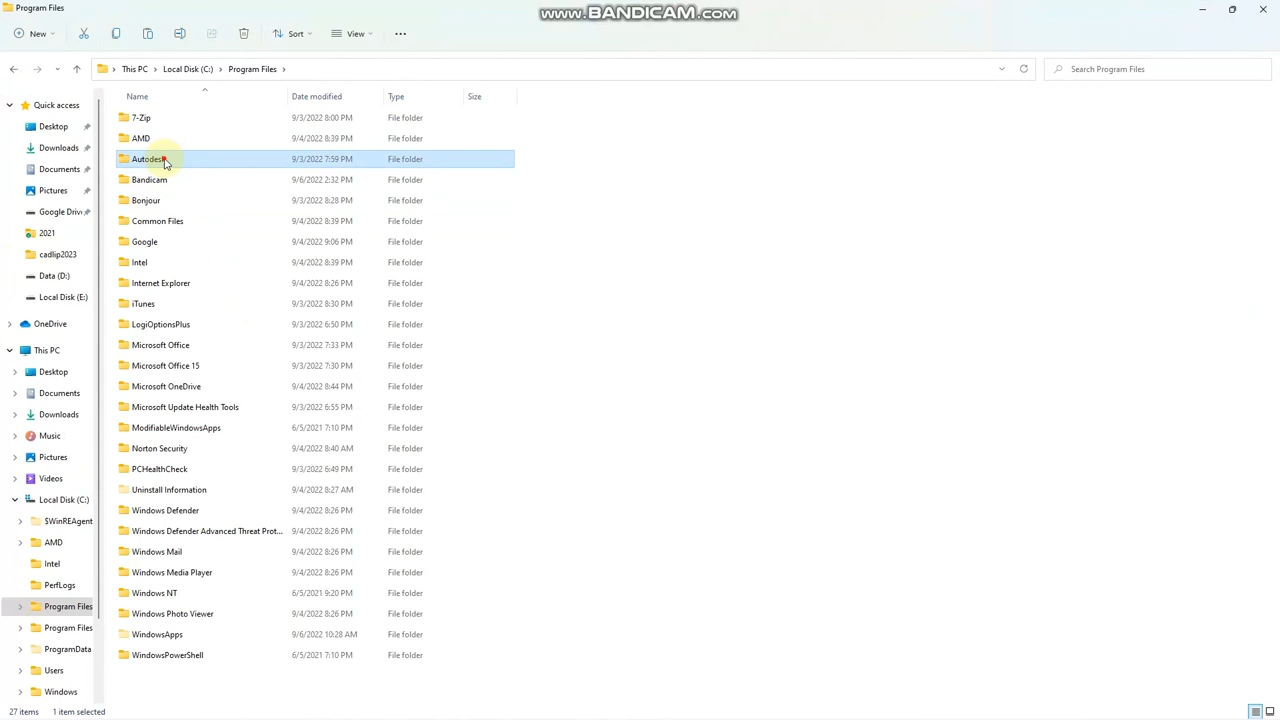 Program Files
www.BANDICAM.com
New
Sort
View
This PC > Local Disk (C:) > Program Files >
Search Program Files
Quick access
Desktop
Downloads
Documents
Pictures
Google Driv
2021
cadlip2023
Data (D:)
Local Disk (E:)
OneDrive
This PC
Desktop
Documents
Downloads
Music
Pictures
Videos
Local Disk (C:)
$WinREAgent
AMD
Intel
PerfLogs
Program Files
Program Files
ProgramData
Users
Windows
Name Date modified Type Size
7-Zip 9/3/2022 8:00 PM File folder
AMD 9/4/2022 8:39 PM File folder
Autodesk 9/3/2022 7:59 PM File folder
Bandicam 9/6/2022 2:32 PM File folder
Bonjour 9/3/2022 8:28 PM File folder
Common Files 9/4/2022 8:39 PM File folder
Google 9/4/2022 9:06 PM File folder
Intel 9/4/2022 8:39 PM File folder
Internet Explorer 9/4/2022 8:26 PM File folder
iTunes 9/3/2022 8:30 PM File folder
LogiOptionsPlus 9/3/2022 6:50 PM File folder
Microsoft Office 9/3/2022 7:33 PM File folder
Microsoft Office 15 9/3/2022 7:30 PM File folder
Microsoft OneDrive 9/4/2022 8:44 PM File folder
Microsoft Update Health Tools 9/3/2022 6:55 PM File folder
ModifiableWindowsApps 6/5/2021 7:10 PM File folder
Norton Security 9/4/2022 8:40 AM File folder
PCHealthCheck 9/3/2022 6:49 PM File folder
Uninstall Information 9/4/2022 8:27 AM File folder
Windows Defender 9/4/2022 8:26 PM File folder
Windows Defender Advanced Threat Prot... 9/4/2022 8:26 PM File folder
Windows Mail 9/4/2022 8:26 PM File folder
Windows Media Player 9/4/2022 8:26 PM File folder
Windows NT 6/5/2021 9:20 PM File folder
Windows Photo Viewer 9/4/2022 8:26 PM File folder
WindowsApps 9/6/2022 10:28 AM File folder
WindowsPowerShell 6/5/2021 7:10 PM File folder
27 items 1 item selected